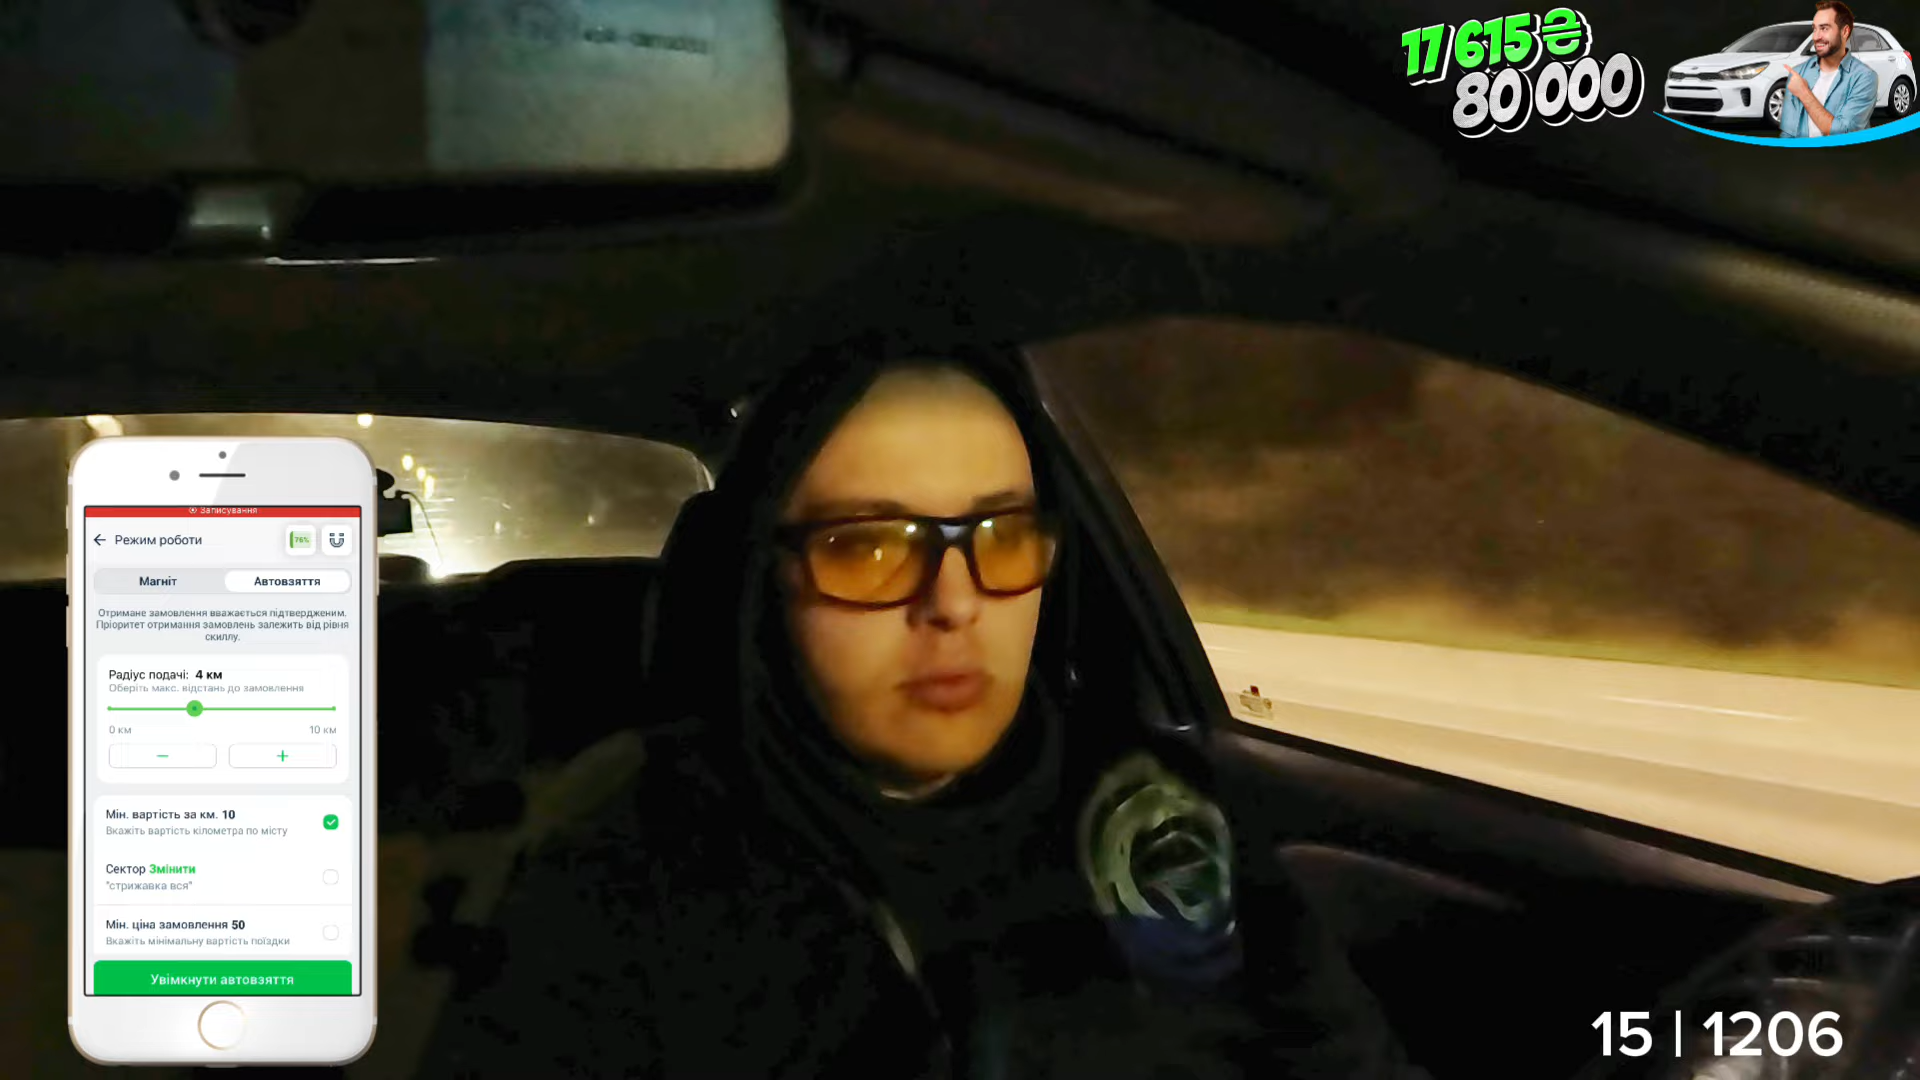 17 615 ₴
80 000
Записування
Режим роботи
76%
Магніт
Автовзяття
Отримане замовлення вважається підтвердженим.
Пріоритет отримання замовлень залежить від рівня
скиллу.
Радіус подачі: 4 км
Оберіть макс. відстань до замовлення
0 км
10 км
Мін. вартість за км. 10
Вкажіть вартість кілометра по місту
Сектор Змінити
"стрижавка вся"
Мін. ціна замовлення 50
Вкажіть мінімальну вартість поїздки
Увімкнути автовзяття
15 | 1206